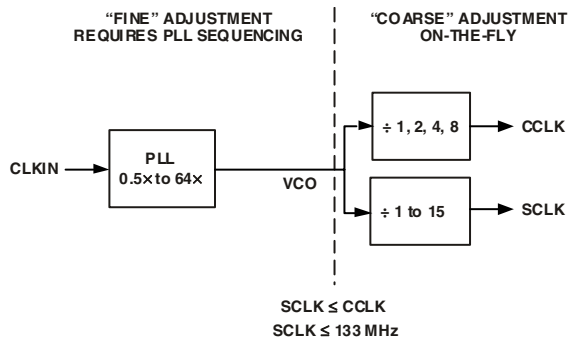 “FINE” ADJUSTMENT
REQUIRES PLL SEQUENCING
“COARSE” ADJUSTMENT
ON-THE-FLY
CLKIN
PLL
0.5× to 64×
VCO
÷ 1, 2, 4, 8
CCLK
÷ 1 to 15
SCLK
SCLK ≤ CCLK
SCLK ≤ 133 MHz